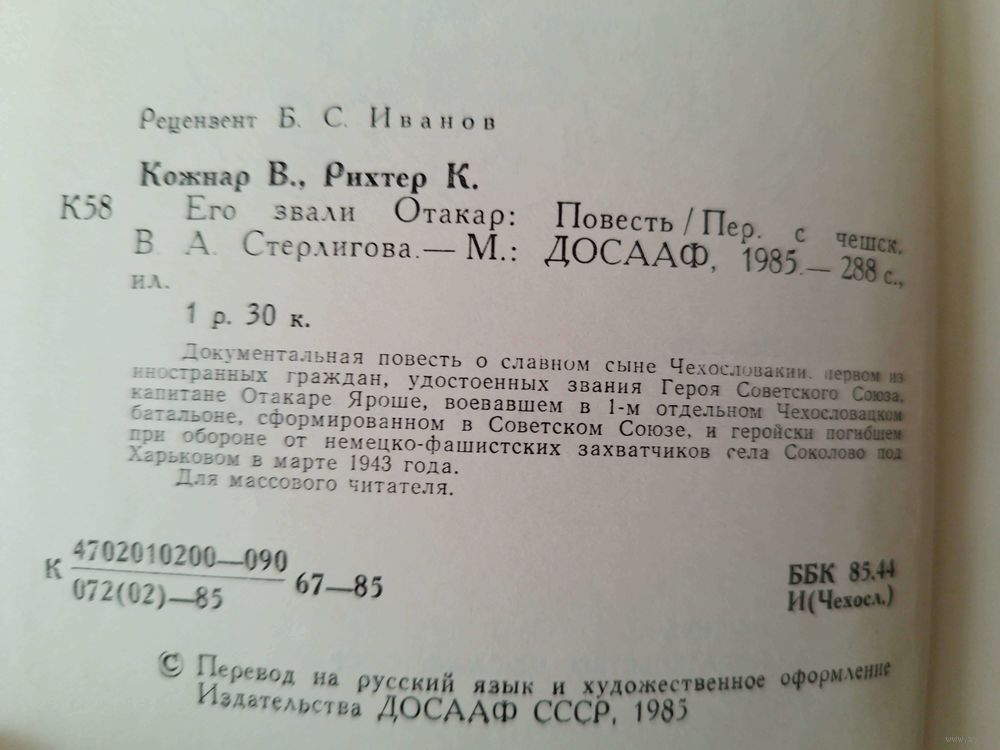 Рецензент Б. С. Иванов
Кожнар В., Рихтер К.
К58 Его звали Отакар: Повесть / Пер. с чешск.
В. А. Стерлигова. — М.: ДОСААФ, 1985. — 288 с.,
ил.
1 р. 30 к.
Документальная повесть о славном сыне Чехословакии, первом из
иностранных граждан, удостоенных звания Героя Советского Союза,
капитане Отакаре Яроше, воевавшем в 1-м отдельном Чехословацком
батальоне, сформированном в Советском Союзе, и геройски погибшем
при обороне от немецко-фашистских захватчиков села Соколово под
Харьковом в марте 1943 года.
Для массового читателя.
К 4702010200—090
072(02)—85 67—85
ББК 85.44
И(Чехосл.)
© Перевод на русский язык и художественное оформление
Издательства ДОСААФ СССР, 1985